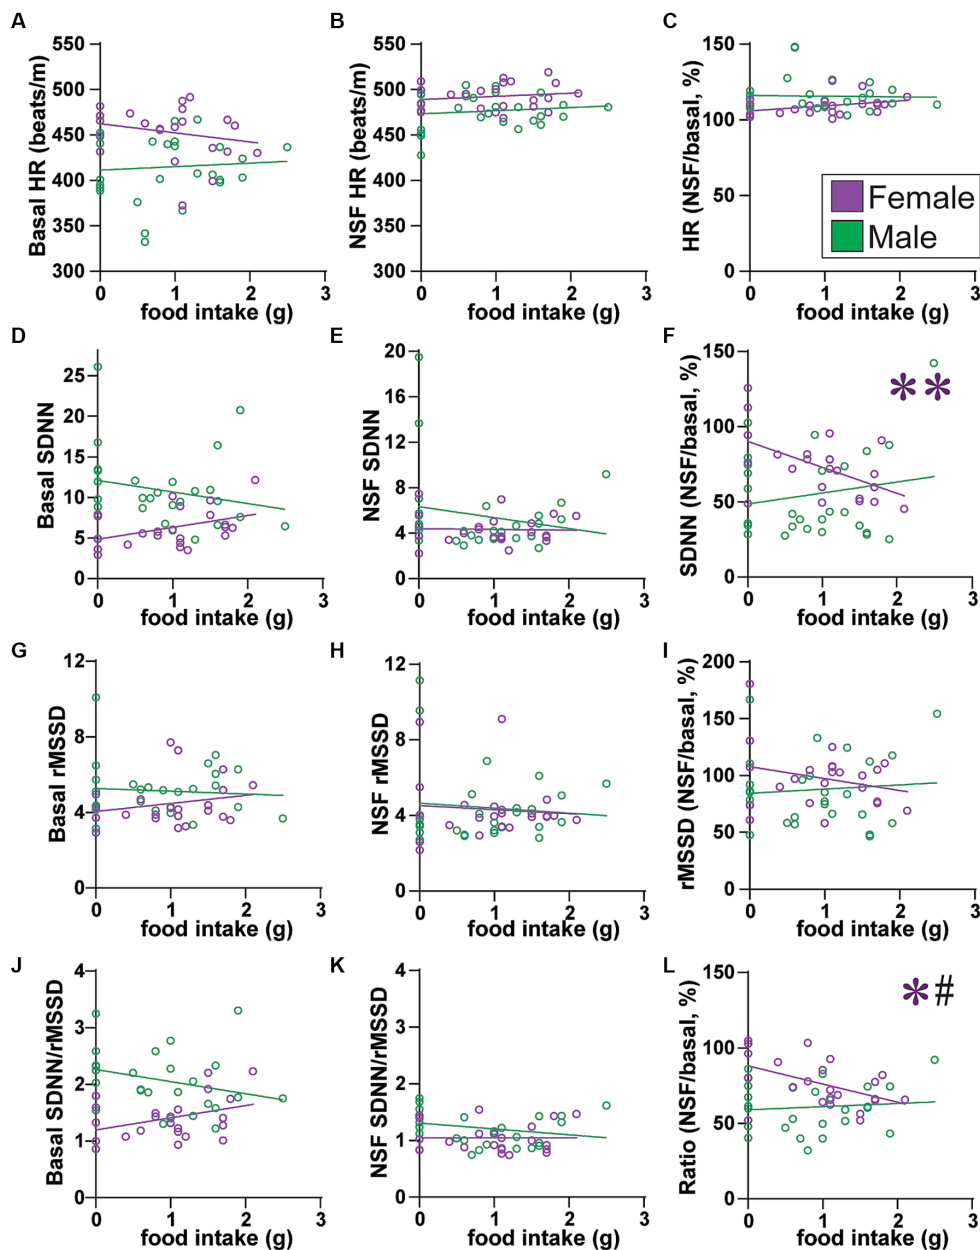 A
B
C
550
500
450
400
350
300
Basal HR (beats/m)
0
1
2
3
food intake (g)
550
500
450
400
350
300
NSF HR (beats/m)
0
1
2
3
food intake (g)
150
100
50
0
HR (NSF/basal, %)
Female
Male
0
1
2
3
food intake (g)
D
E
F
25
20
15
10
5
0
Basal SDNN
0
1
2
3
food intake (g)
20
16
12
8
4
0
NSF SDNN
0
1
2
3
food intake (g)
150
100
50
0
SDNN (NSF/basal, %)
**
0
1
2
3
food intake (g)
G
H
I
12
8
4
0
Basal rMSSD
0
1
2
3
food intake (g)
12
8
4
0
NSF rMSSD
0
1
2
3
food intake (g)
200
150
100
50
0
rMSSD (NSF/basal, %)
0
1
2
3
food intake (g)
J
K
L
4
3
2
1
0
Basal SDNN/rMSSD
0
1
2
3
food intake (g)
4
3
2
1
0
NSF SDNN/rMSSD
0
1
2
3
food intake (g)
150
100
50
0
Ratio (NSF/basal, %)
*#
0
1
2
3
food intake (g)